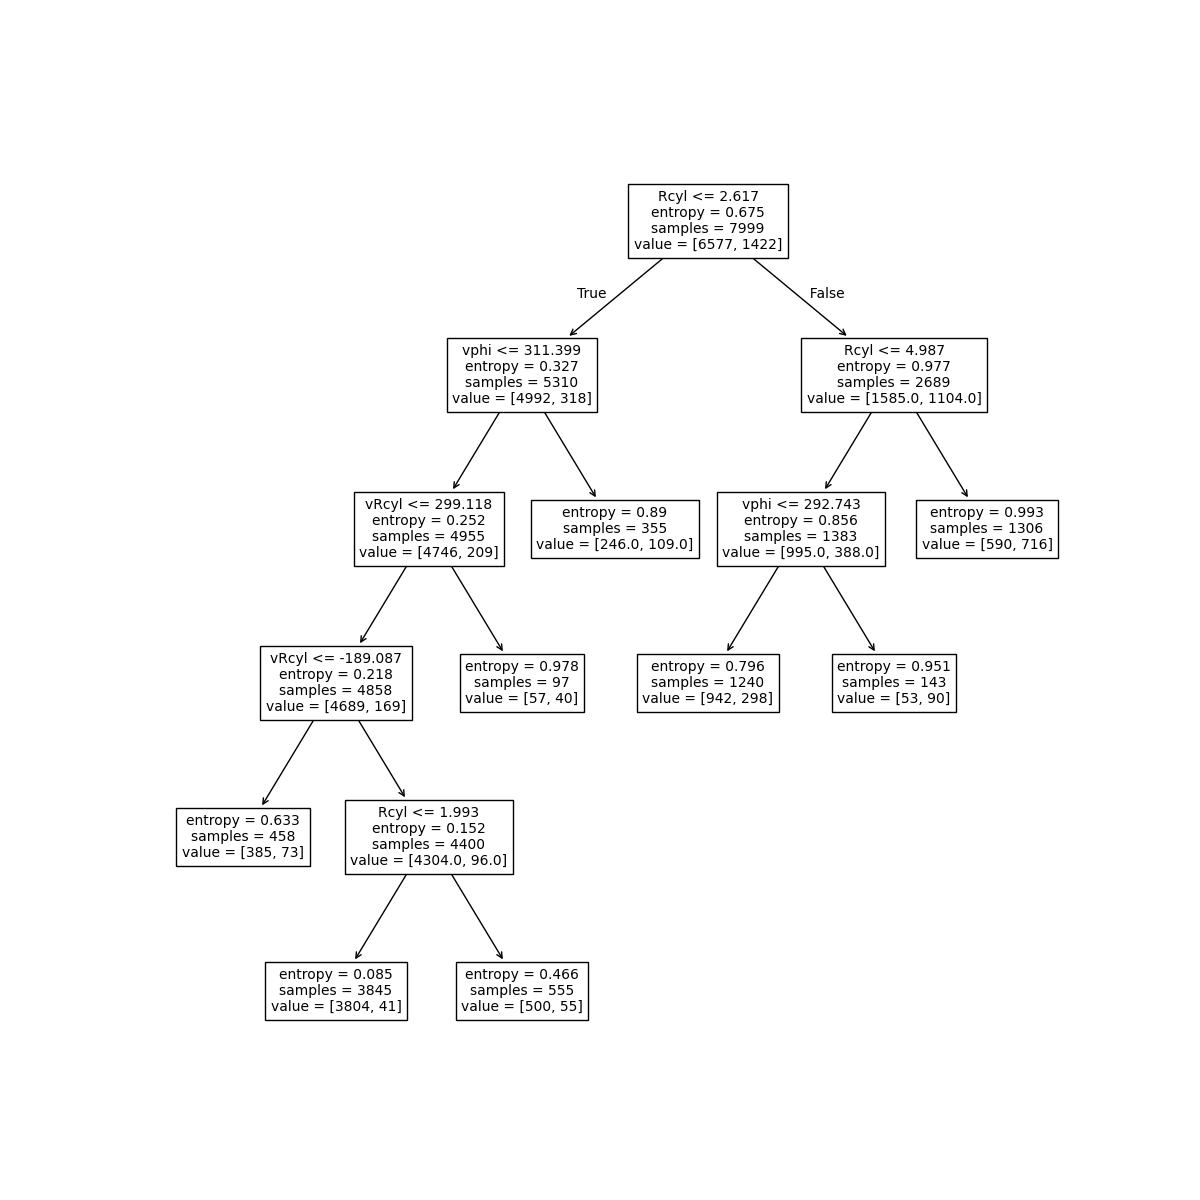 Rcyl <= 2.617
entropy = 0.675
samples = 7999
value = [6577, 1422]
True
False
vphi <= 311.399
entropy = 0.327
samples = 5310
value = [4992, 318]
Rcyl <= 4.987
entropy = 0.977
samples = 2689
value = [1585.0, 1104.0]
vRcyl <= 299.118
entropy = 0.252
samples = 4955
value = [4746, 209]
entropy = 0.89
samples = 355
value = [246.0, 109.0]
vphi <= 292.743
entropy = 0.856
samples = 1383
value = [995.0, 388.0]
entropy = 0.993
samples = 1306
value = [590, 716]
vRcyl <= -189.087
entropy = 0.218
samples = 4858
value = [4689, 169]
entropy = 0.978
samples = 97
value = [57, 40]
entropy = 0.796
samples = 1240
value = [942, 298]
entropy = 0.951
samples = 143
value = [53, 90]
entropy = 0.633
samples = 458
value = [385, 73]
Rcyl <= 1.993
entropy = 0.152
samples = 4400
value = [4304.0, 96.0]
entropy = 0.085
samples = 3845
value = [3804, 41]
entropy = 0.466
samples = 555
value = [500, 55]